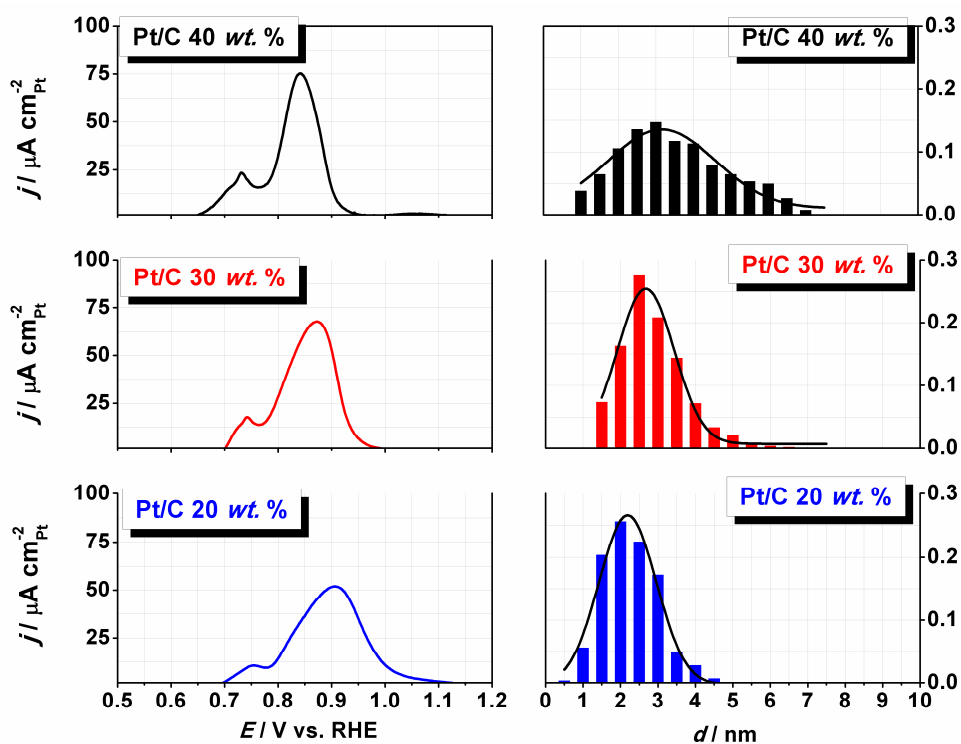 100
75
50
25
j / μA cm⁻²Pt
Pt/C 40 wt. %
Pt/C 40 wt. %
0.3
0.2
0.1
0.0
100
75
50
25
j / μA cm⁻²Pt
Pt/C 30 wt. %
Pt/C 30 wt. %
0.3
0.2
0.1
0.0
100
75
50
25
j / μA cm⁻²Pt
Pt/C 20 wt. %
Pt/C 20 wt. %
0.3
0.2
0.1
0.0
0.5 0.6 0.7 0.8 0.9 1.0 1.1 1.2
E / V vs. RHE
0 1 2 3 4 5 6 7 8 9 10
d / nm